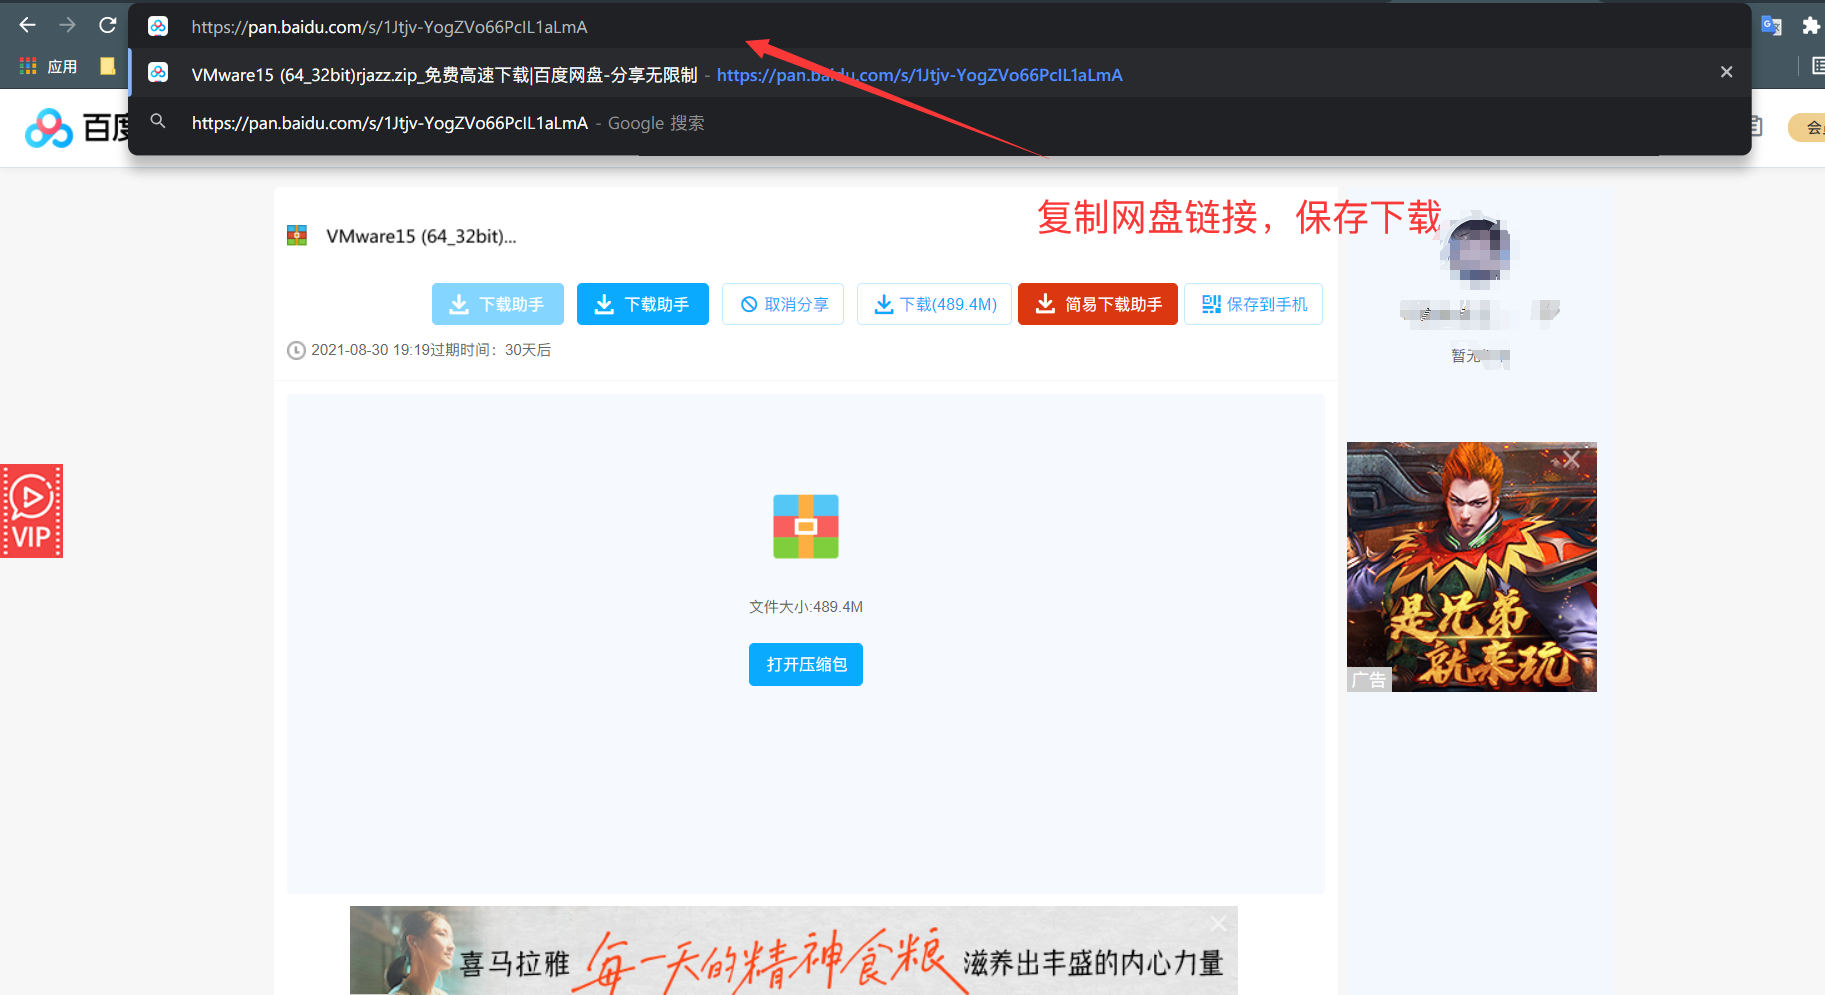 https://pan.baidu.com/s/1Jtjv-YogZVo66PcIL1aLmA
应用
VMware15 (64_32bit)rjazz.zip_免费高速下载|百度网盘-分享无限制 - https://pan.baidu.com/s/1Jtjv-YogZVo66PcIL1aLmA
https://pan.baidu.com/s/1Jtjv-YogZVo66PcIL1aLmA - Google 搜索
百度
会
复制网盘链接，保存下载
VMware15 (64_32bit)...
下载助手
下载助手
取消分享
下载(489.4M)
简易下载助手
保存到手机
2021-08-30 19:19过期时间：30天后
暂无
VIP
文件大小:489.4M
打开压缩包
是兄弟
就来玩
广告
喜马拉雅 每一天的精神食粮 滋养出丰盛的内心力量